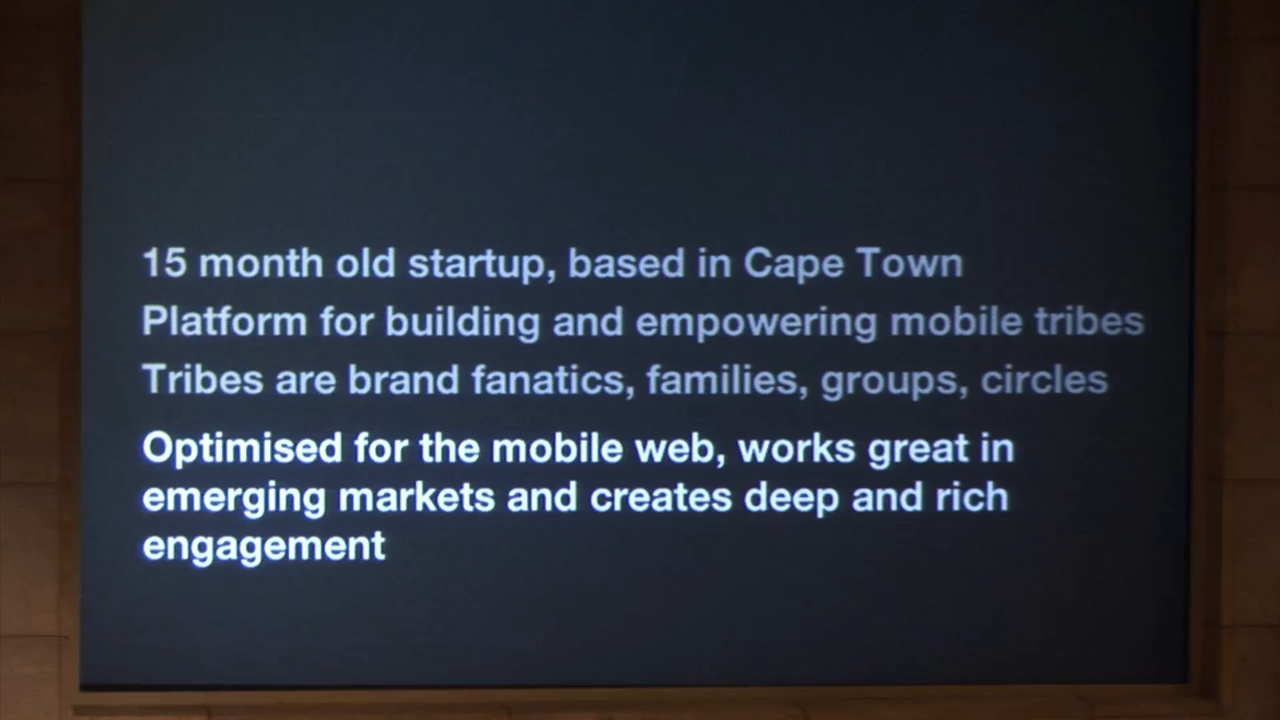 15 month old startup, based in Cape Town
Platform for building and empowering mobile tribes
Tribes are brand fanatics, families, groups, circles
Optimised for the mobile web, works great in
emerging markets and creates deep and rich
engagement